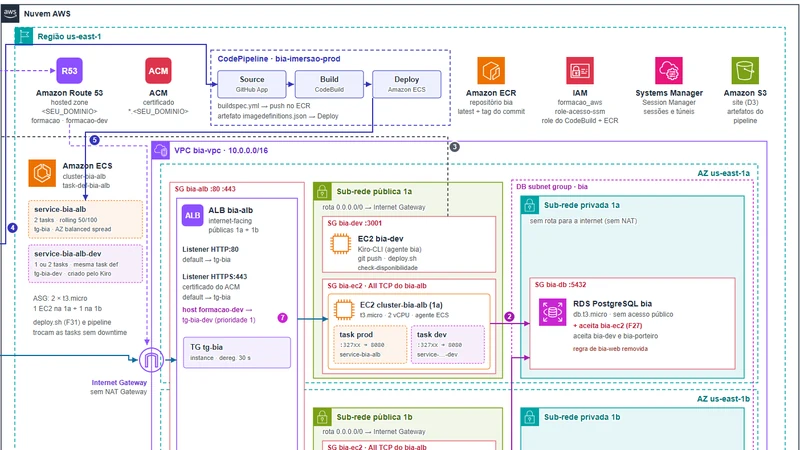 aws
Nuvem AWS
Região us-east-1
R53
Amazon Route 53
hosted zone
<SEU_DOMINIO>
formacao · formacao-dev
ACM
ACM
certificado
*.<SEU_DOMINIO>
CodePipeline · bia-imersao-prod
Source
GitHub App
Build
CodeBuild
Deploy
Amazon ECS
buildspec.yml → push no ECR
artefato imagedefinitions.json → Deploy
Amazon ECR
repositório bia
latest + tag do commit
IAM
formacao_aws
role-acesso-ssm
role do CodeBuild + ECR
Systems Manager
Session Manager
sessões e túneis
Amazon S3
site (D3)
artefatos do
pipeline
5
3
4
7
2
Amazon ECS
cluster-bia-alb
task-def-bia-alb
service-bia-alb
2 tasks · rolling 50/100
tg-bia · AZ balanced spread
service-bia-alb-dev
1 ou 2 tasks · mesma task def
tg-bia-dev · criado pelo Kiro
ASG: 2 × t3.micro
1 EC2 na 1a + 1 na 1b
deploy.sh (F31) e pipeline
trocam as tasks sem downtime
Internet Gateway
sem NAT Gateway
VPC bia-vpc · 10.0.0.0/16
AZ us-east-1a
SG bia-alb :80 :443
ALB
ALB bia-alb
internet-facing
públicas 1a + 1b
Listener HTTP:80
default → tg-bia
Listener HTTPS:443
certificado do ACM
default → tg-bia
host formacao-dev →
tg-bia-dev (prioridade 1)
TG tg-bia
instance · dereg. 30 s
Sub-rede pública 1a
rota 0.0.0.0/0 → Internet Gateway
SG bia-dev :3001
EC2 bia-dev
Kiro-CLI (agente bia)
git push · deploy.sh
check-disponibilidade
SG bia-ec2 · All TCP do bia-alb
EC2 cluster-bia-alb (1a)
t3.micro · 2 vCPU · agente ECS
task prod
:327xx → 8080
service-bia-alb
task dev
:327xx → 8080
service-…-dev
DB subnet group · bia
Sub-rede privada 1a
sem rota para a internet (sem NAT)
SG bia-db :5432
RDS PostgreSQL bia
db.t3.micro · sem acesso público
+ aceita bia-ec2 (F27)
aceita bia-dev e bia-porteiro
regra de bia-web removida
AZ us-east-1b
Sub-rede pública 1b
rota 0.0.0.0/0 → Internet Gateway
SG bia-ec2 · All TCP do bia-alb
Sub-rede privada 1b